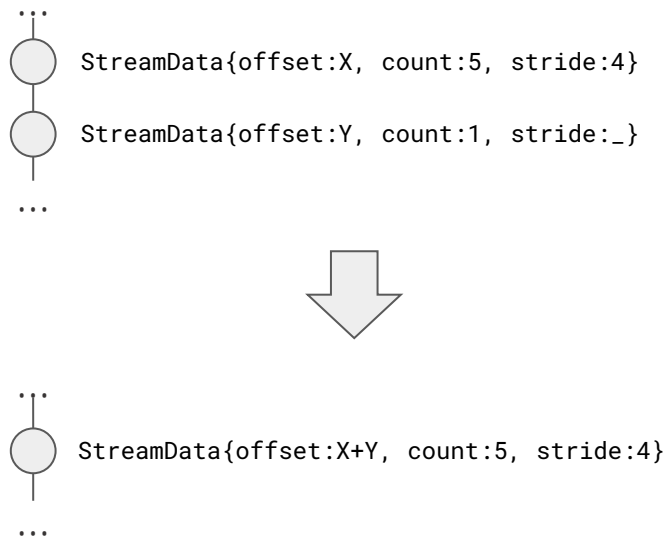 ...
StreamData{offset:X, count:5, stride:4}
StreamData{offset:Y, count:1, stride:_}
...
...
StreamData{offset:X+Y, count:5, stride:4}
...